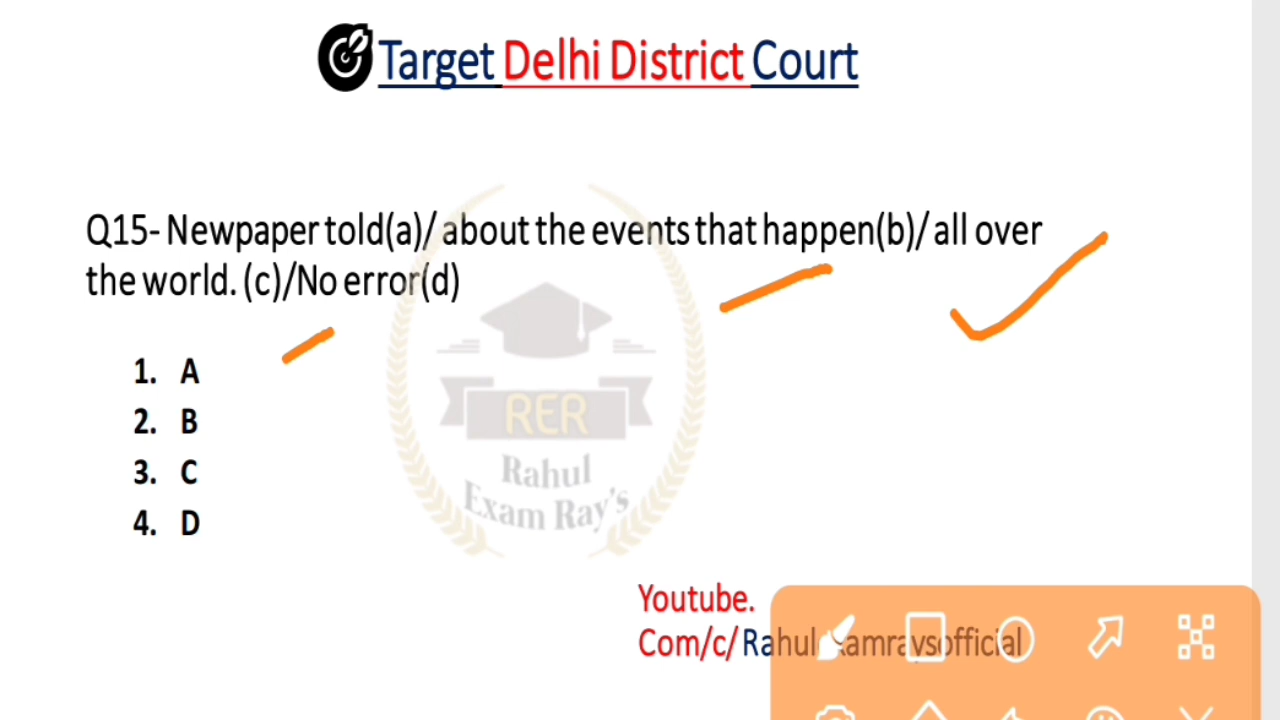 Target Delhi District Court
Q15- Newpaper told(a)/ about the events that happen(b)/ all over
the world. (c)/No error(d)
1. A
2. B
3. C
4. D
RER
Rahul
Exam Ray's
Youtube.
Com/c/